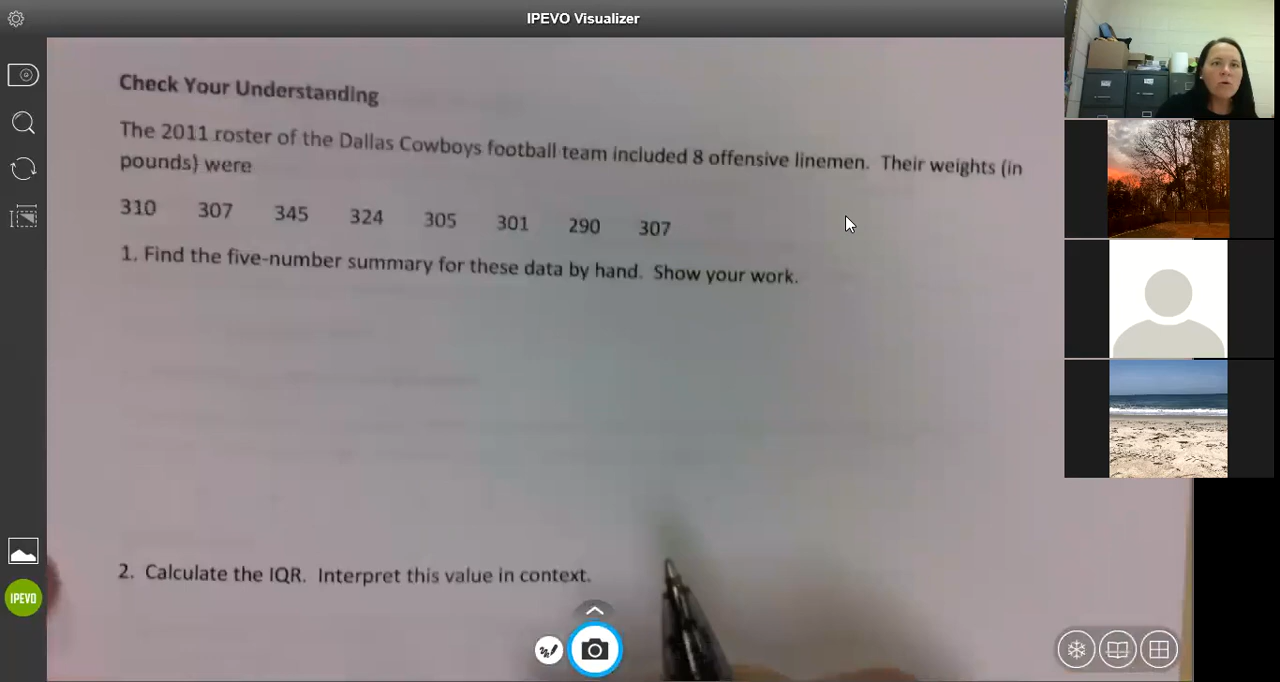 IPEVO Visualizer
Check Your Understanding
The 2011 roster of the Dallas Cowboys football team included 8 offensive linemen. Their weights (in
pounds) were
310 307 345 324 305 301 290 307
1. Find the five-number summary for these data by hand. Show your work.
2. Calculate the IQR. Interpret this value in context.
IPEVO